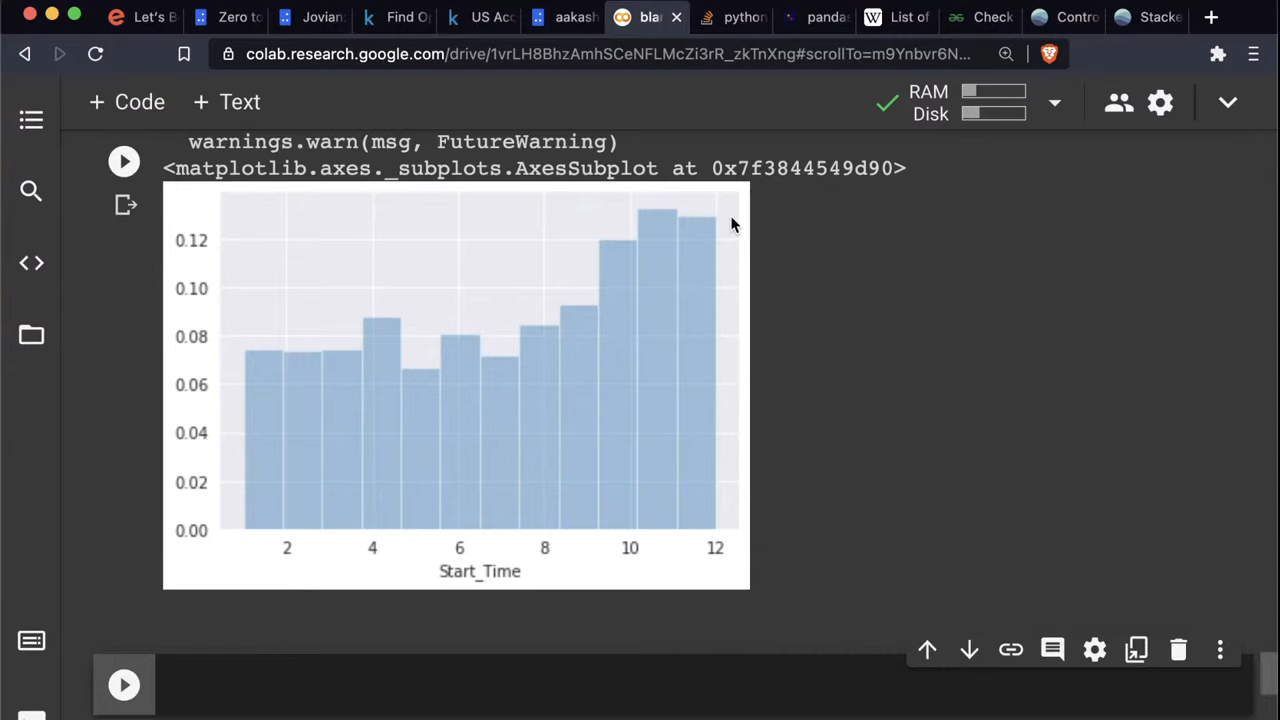 Let's B
Zero to
Jovian:
Find Op
US Acc
aakash
bla
python
pandas
List of
Check
Contro
Stacke
colab.research.google.com/drive/1vrLH8BhzAmhSCeNFLMcZi3rR_zkTnXng#scrollTo=m9Ynbvr6N...
+ Code + Text
RAM
Disk
warnings.warn(msg, FutureWarning)
<matplotlib.axes._subplots.AxesSubplot at 0x7f3844549d90>
0.12
0.10
0.08
0.06
0.04
0.02
0.00
2 4 6 8 10 12
Start_Time